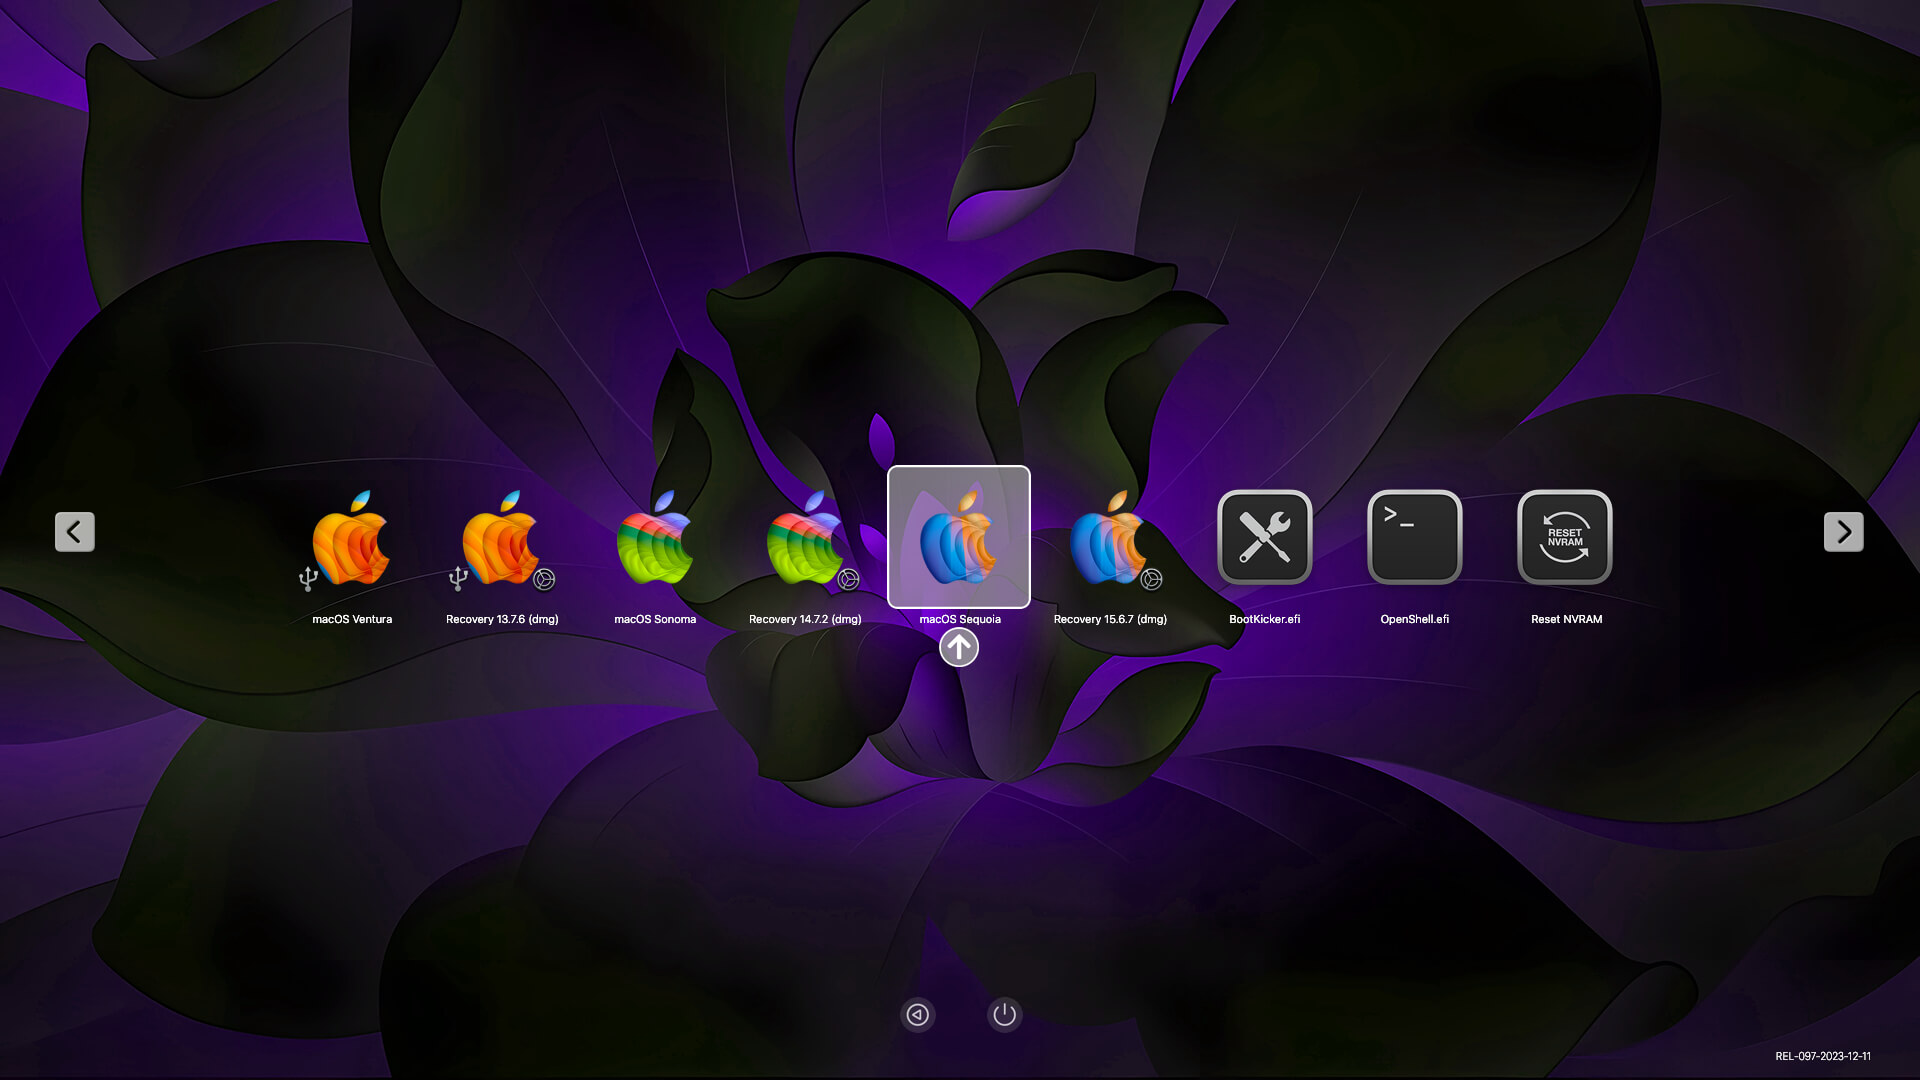 >_
RESET
NVRAM
macOS Ventura
Recovery 13.7.6 (dmg)
macOS Sonoma
Recovery 14.7.2 (dmg)
macOS Sequoia
Recovery 15.6.7 (dmg)
BootKicker.efi
OpenShell.efi
Reset NVRAM
REL-097-2023-12-11